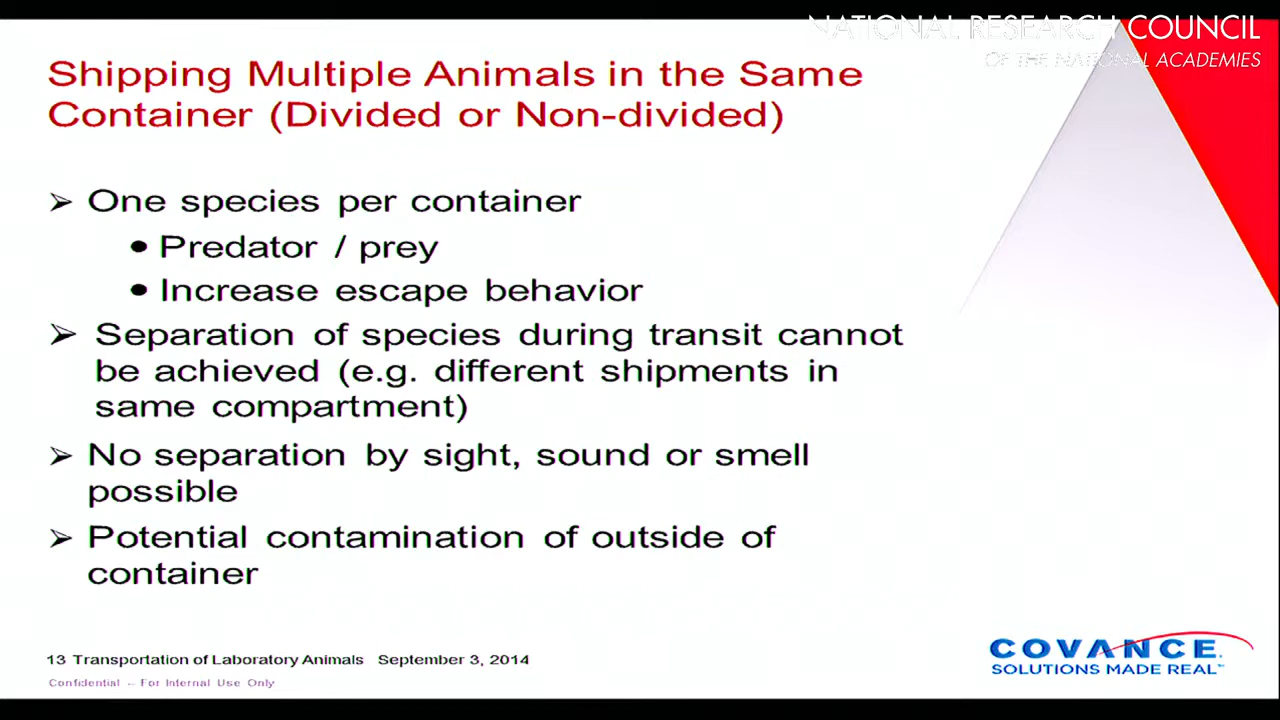 NATIONAL RESEARCH COUNCIL
OF THE NATIONAL ACADEMIES
Shipping Multiple Animals in the Same
Container (Divided or Non-divided)
➢ One species per container
• Predator / prey
• Increase escape behavior
➢ Separation of species during transit cannot
be achieved (e.g. different shipments in
same compartment)
➢ No separation by sight, sound or smell
possible
➢ Potential contamination of outside of
container
13 Transportation of Laboratory Animals September 3, 2014
Confidential – For Internal Use Only
COVANCE
SOLUTIONS MADE REAL™